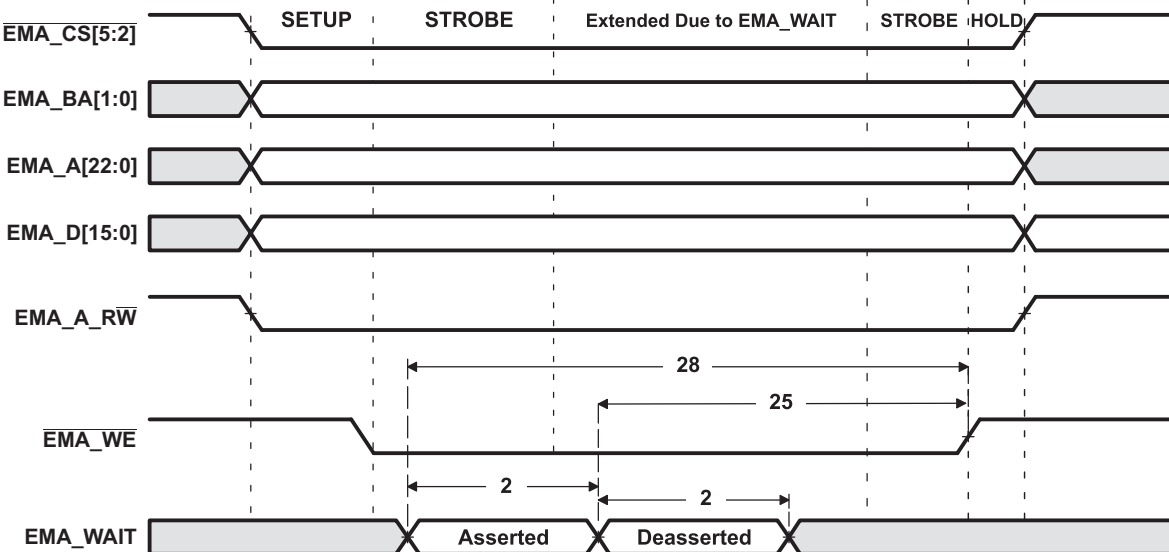 SETUP STROBE Extended Due to EMA_WAIT STROBE HOLD
EMA_CS[5:2]
EMA_BA[1:0]
EMA_A[22:0]
EMA_D[15:0]
EMA_A_RW
28
25
EMA_WE
2
2
EMA_WAIT Asserted Deasserted